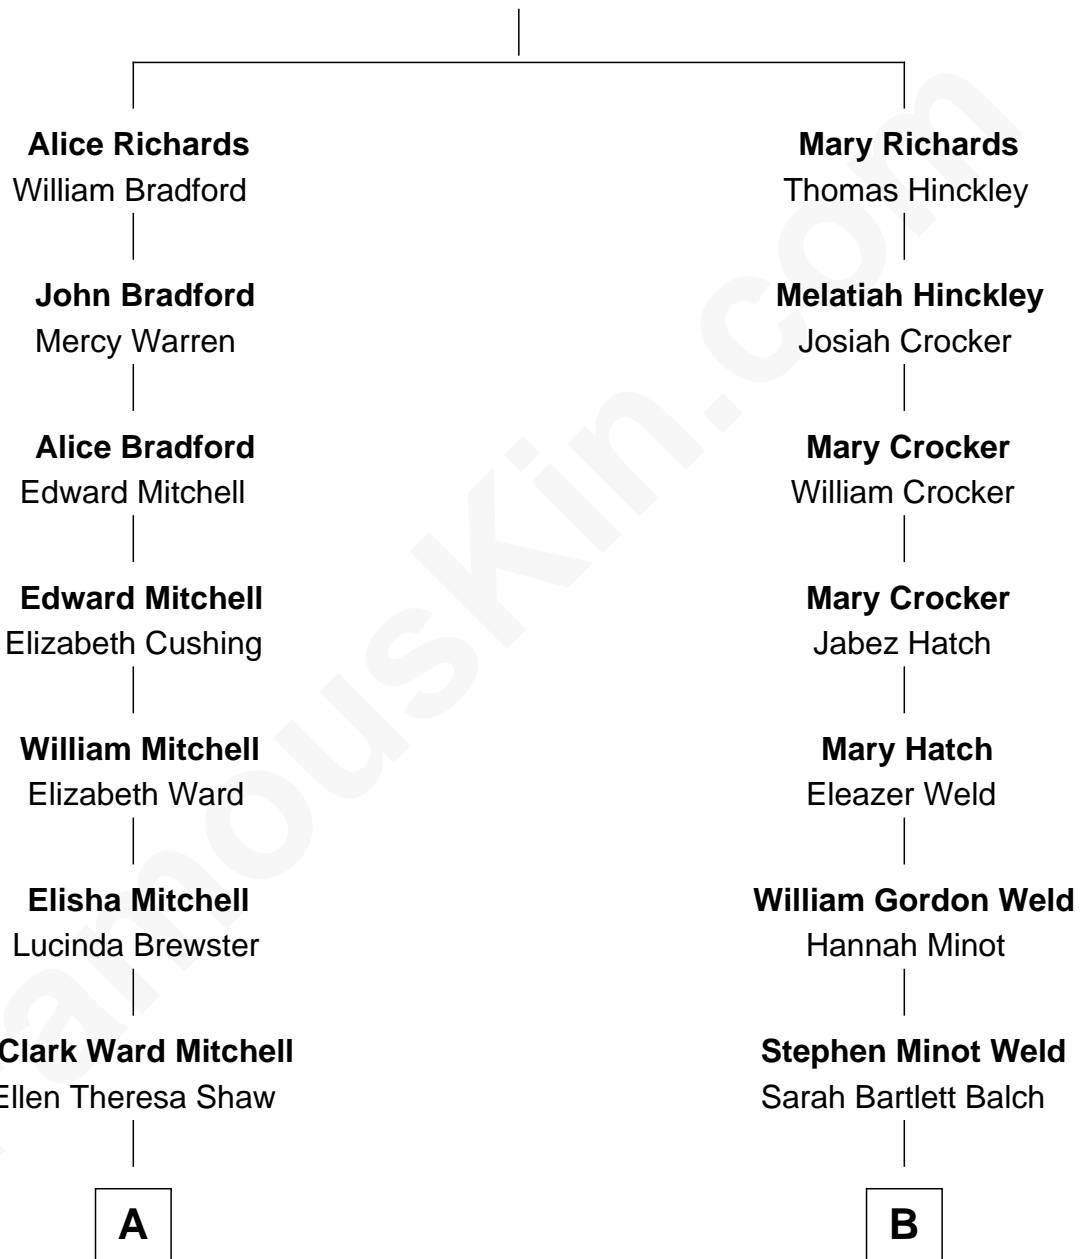 Alice Richards
William Bradford
John Bradford
Mercy Warren
Alice Bradford
Edward Mitchell
Edward Mitchell
Elizabeth Cushing
William Mitchell
Elizabeth Ward
Elisha Mitchell
Lucinda Brewster
Clark Ward Mitchell
Ellen Theresa Shaw
A
Mary Richards
Thomas Hinckley
Melatiah Hinckley
Josiah Crocker
Mary Crocker
William Crocker
Mary Crocker
Jabez Hatch
Mary Hatch
Eleazer Weld
William Gordon Weld
Hannah Minot
Stephen Minot Weld
Sarah Bartlett Balch
B
FamousKin.com